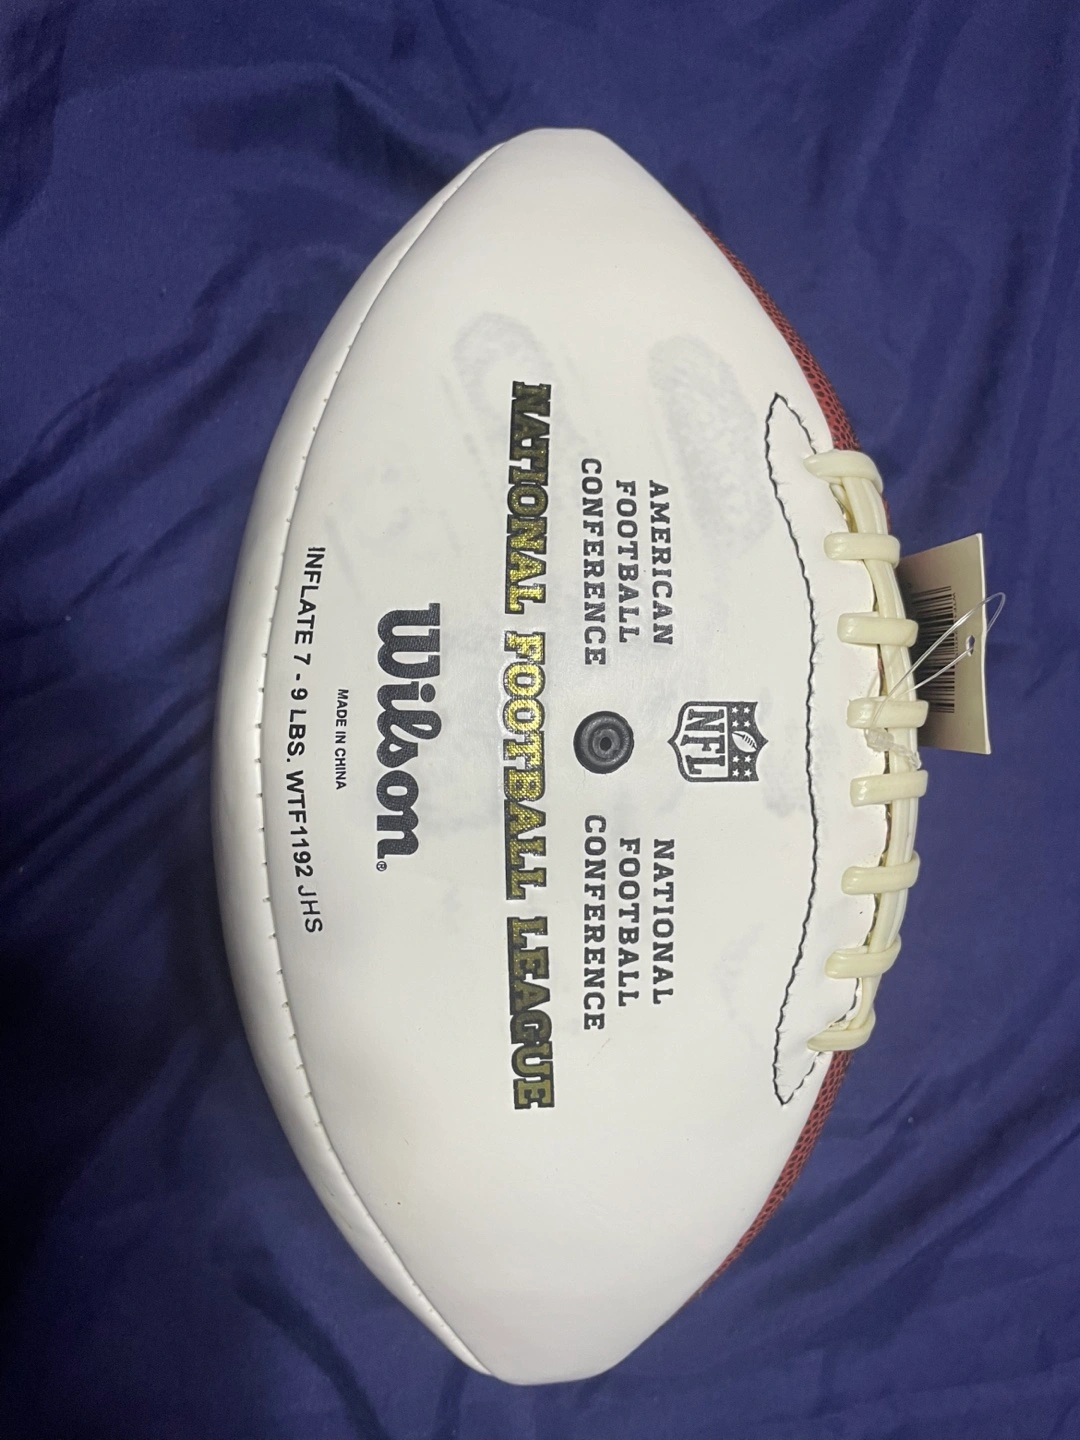 NFL
AMERICAN
FOOTBALL
CONFERENCE
NATIONAL
FOOTBALL
CONFERENCE
NATIONAL FOOTBALL LEAGUE
Wilson®
MADE IN CHINA
INFLATE 7 - 9 LBS. WTF1192 JHS